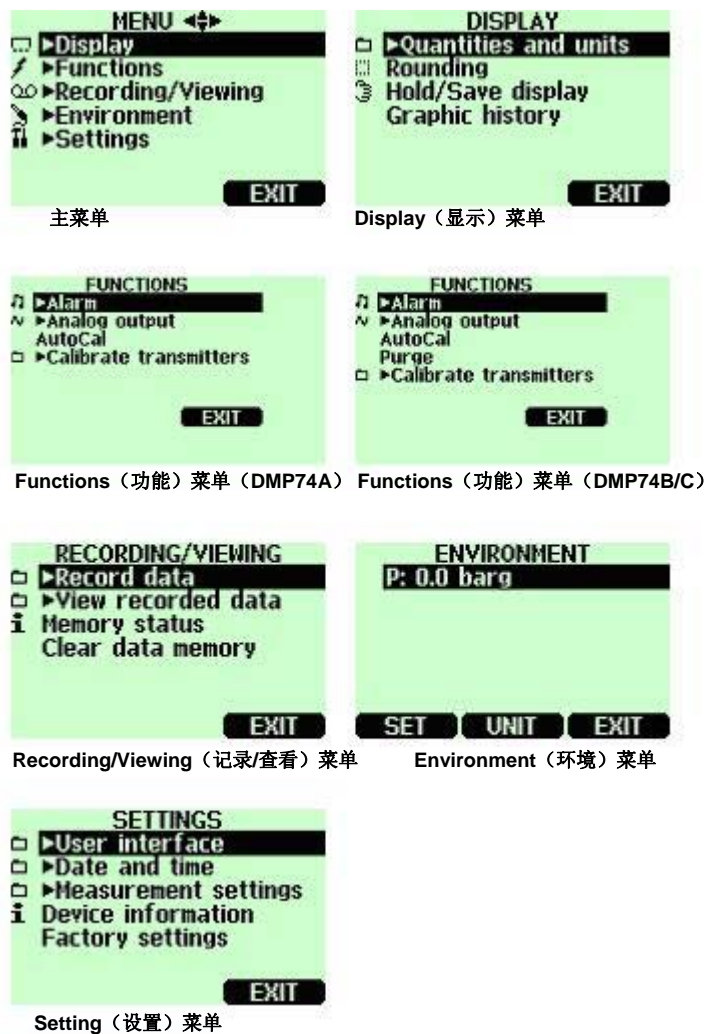 MENU
▶Display
▶Functions
▶Recording/Viewing
▶Environment
▶Settings
EXIT
主菜单
DISPLAY
▶Quantities and units
Rounding
Hold/Save display
Graphic history
EXIT
Display（显示）菜单
FUNCTIONS
▶Alarm
▶Analog output
AutoCal
▶Calibrate transmitters
EXIT
Functions（功能）菜单（DMP74A）
FUNCTIONS
▶Alarm
▶Analog output
AutoCal
Purge
▶Calibrate transmitters
EXIT
Functions（功能）菜单（DMP74B/C）
RECORDING/VIEWING
▶Record data
▶View recorded data
Memory status
Clear data memory
EXIT
Recording/Viewing（记录/查看）菜单
ENVIRONMENT
P: 0.0 barg
SET UNIT EXIT
Environment（环境）菜单
SETTINGS
▶User interface
▶Date and time
▶Measurement settings
Device information
Factory settings
EXIT
Setting（设置）菜单